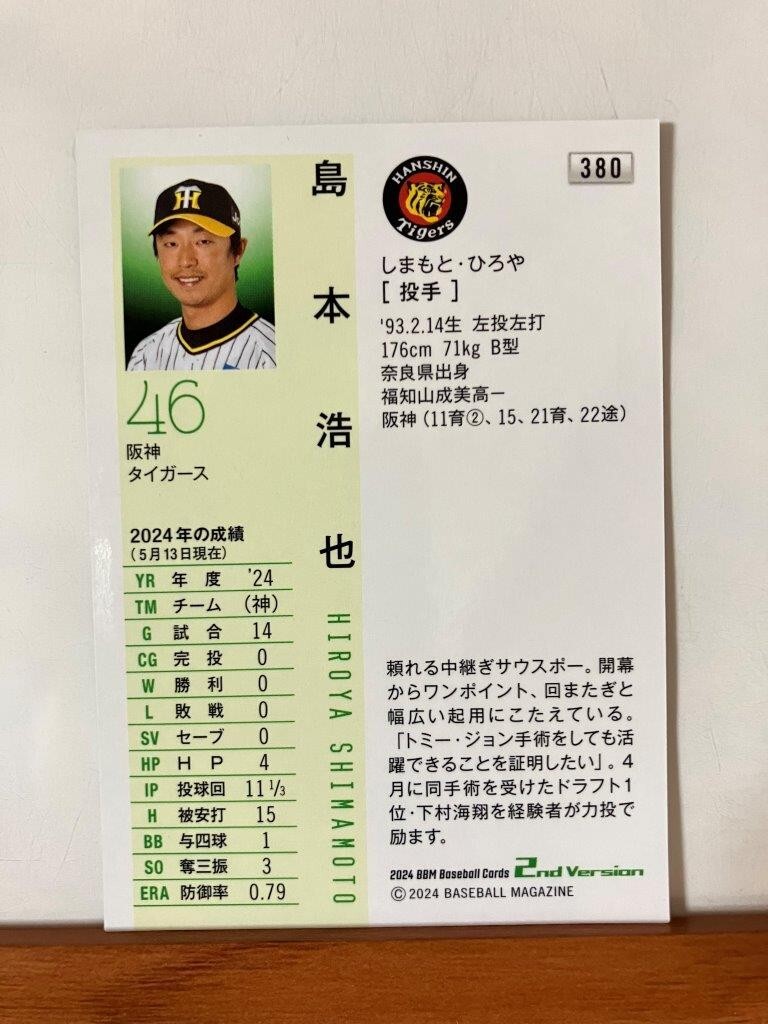 島本浩也
HIROYA SHIMAMOTO
46
阪神
タイガース
2024年の成績
(5月13日現在)
YR 年度 '24
TM チーム (神)
G 試合 14
CG 完投 0
W 勝利 0
L 敗戦 0
SV セーブ 0
HP HP 4
IP 投球回 11 1/3
H 被安打 15
BB 与四球 1
SO 奪三振 3
ERA 防御率 0.79
HANSHIN
Tigers
380
しまもと・ひろや
[ 投手 ]
'93.2.14生 左投左打
176cm 71kg B型
奈良県出身
福知山成美高ー
阪神（11育②、15、21育、22途）
頼れる中継ぎサウスポー。開幕
からワンポイント、回またぎと
幅広い起用にこたえている。
「トミー・ジョン手術をしても活
躍できることを証明したい」。4
月に同手術を受けたドラフト1
位・下村海翔を経験者が力投で
励ます。
2024 BBM Baseball Cards 2nd Version
©2024 BASEBALL MAGAZINE